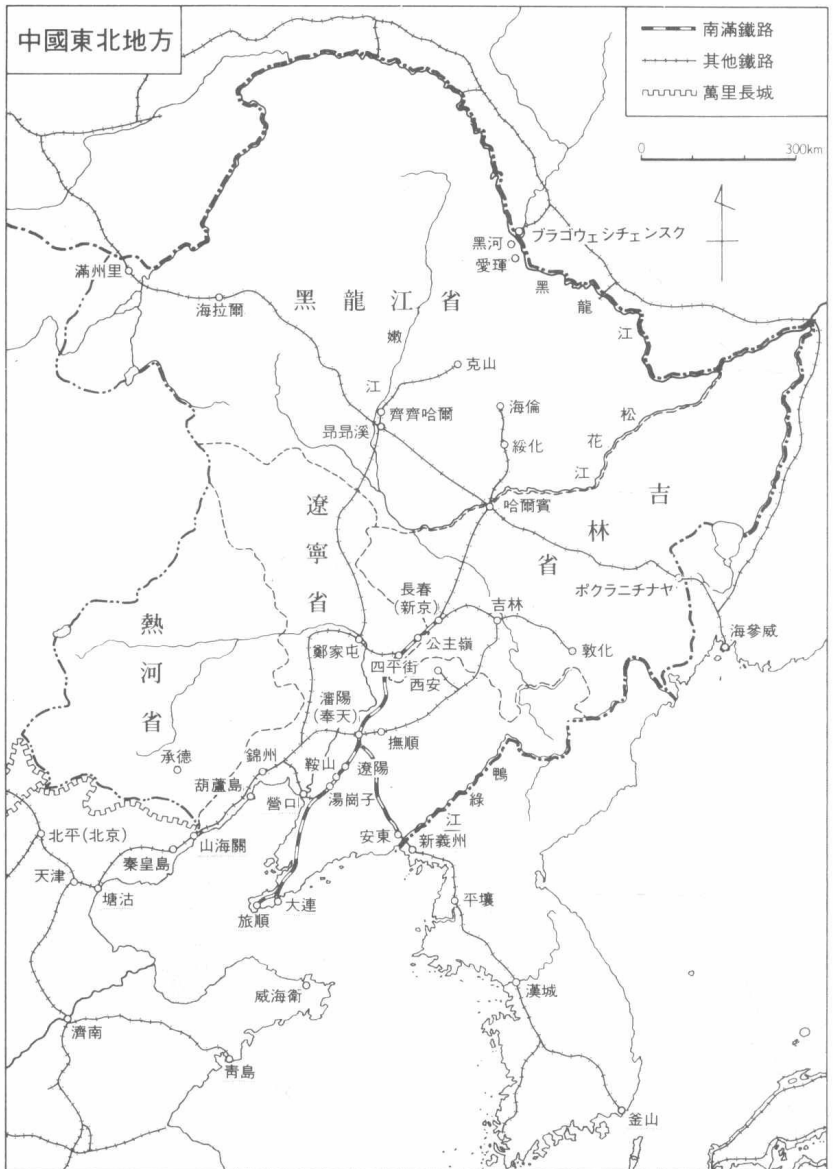 中國東北地方
南滿鐵路
其他鐵路
萬里長城
0 300km
ブラゴウェシチェンスク
黑河
愛琿
滿州里
海拉爾
黑龍江省
黑龍江
嫩江
克山
齊齊哈爾
昂昂溪
海倫
綏化
松花江
哈爾賓
吉林省
遼寧省
長春
(新京)
吉林
ポクラニチナヤ
海參威
熱河省
鄭家屯
公主嶺
四平街
敦化
西安
瀋陽
(奉天)
撫順
承德
錦州
鞍山
遼陽
葫蘆島
營口
湯崗子
鴨綠江
北平(北京)
山海關
秦皇島
安東
新義州
天津
塘沽
旅順
大連
平壤
威海衛
漢城
濟南
靑島
釜山